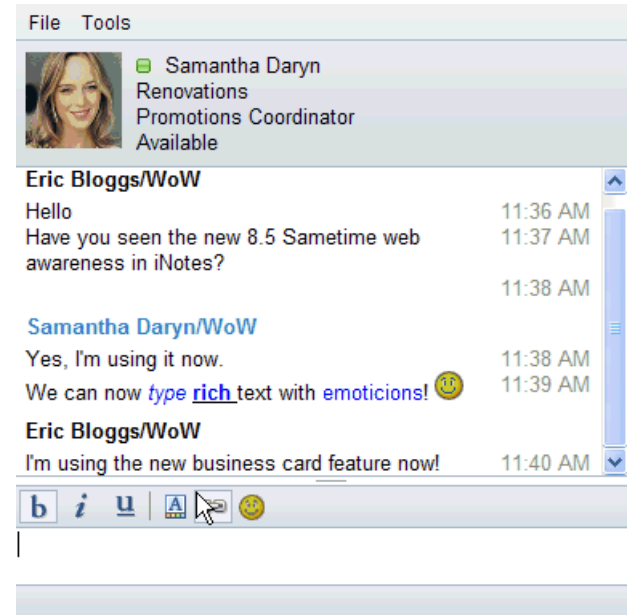 File Tools
Samantha Daryn
Renovations
Promotions Coordinator
Available
Eric Bloggs/WoW
Hello 11:36 AM
Have you seen the new 8.5 Sametime web 11:37 AM
awareness in iNotes?
11:38 AM
Samantha Daryn/WoW
Yes, I'm using it now. 11:38 AM
We can now type rich text with emoticions! 11:39 AM
Eric Bloggs/WoW
I'm using the new business card feature now! 11:40 AM
b i u A